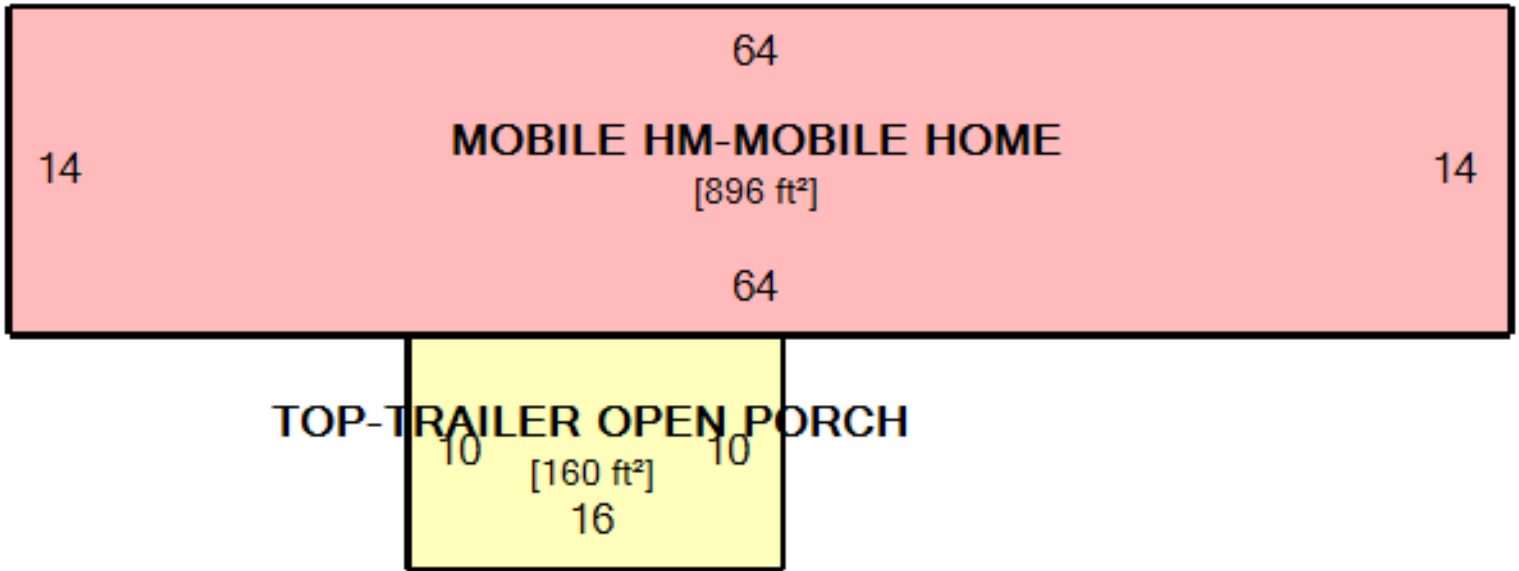 64
MOBILE HM-MOBILE HOME
14
14
[896 ft²]
64
TOP-TRAILER OPEN PORCH
10
10
[160 ft²]
16